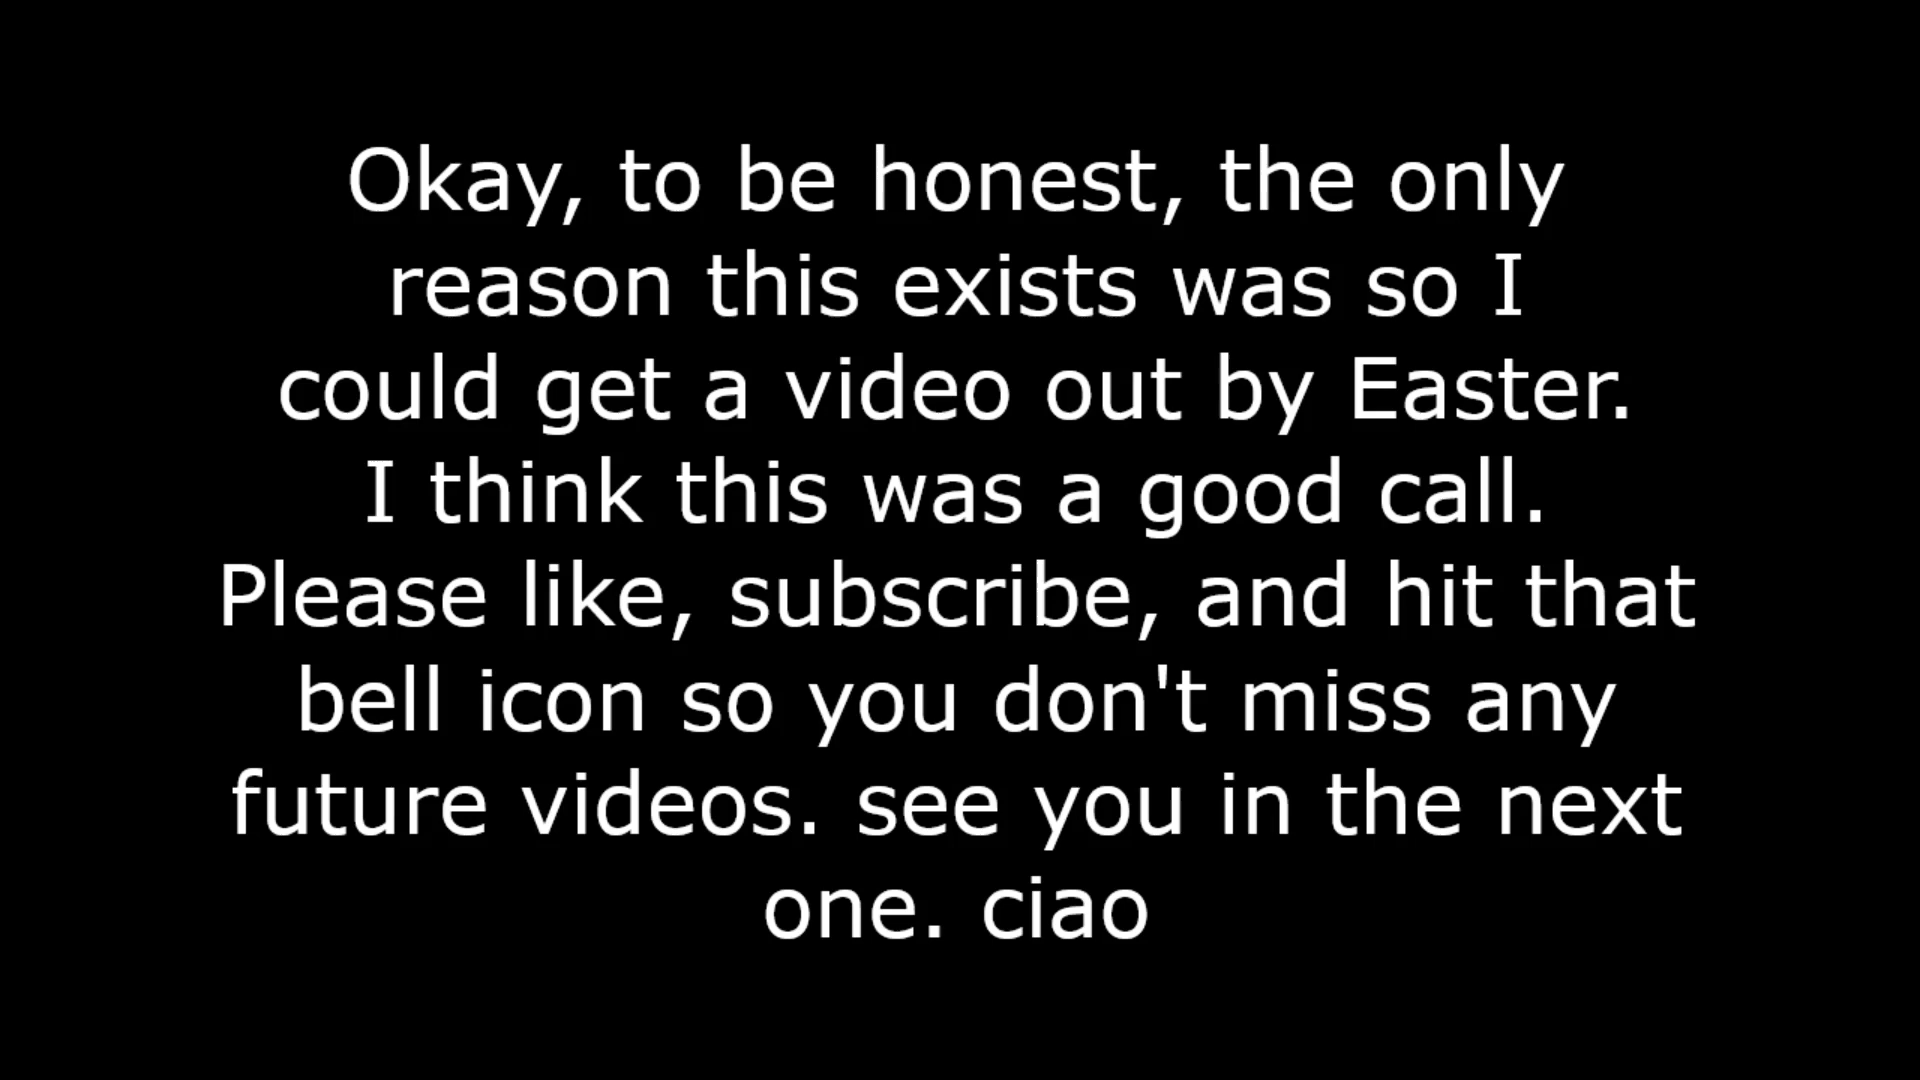 Okay, to be honest, the only
reason this exists was so I
could get a video out by Easter.
I think this was a good call.
Please like, subscribe, and hit that
bell icon so you don't miss any
future videos. see you in the next
one. ciao